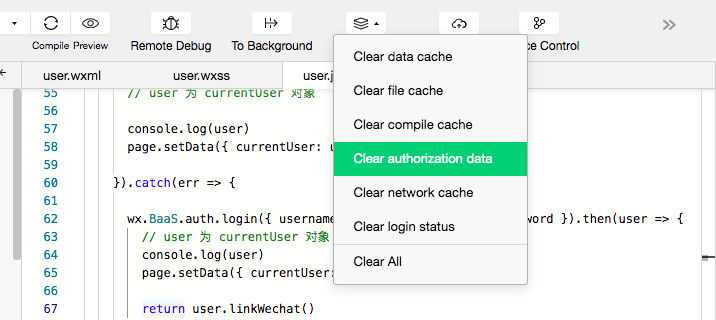 Compile Preview
Remote Debug
To Background
ce Control
user.wxml
user.wxss
user.j
Clear data cache
Clear file cache
Clear compile cache
Clear authorization data
Clear network cache
Clear login status
Clear All
55 // user 为 currentUser 对象
56
57 console.log(user)
58 page.setData({ currentUser: u
59
60 }).catch(err => {
61
62 wx.BaaS.auth.login({ username word }).then(user => {
63 // user 为 currentUser 对象
64 console.log(user)
65 page.setData({ currentUser:
66
67 return user.linkWechat()